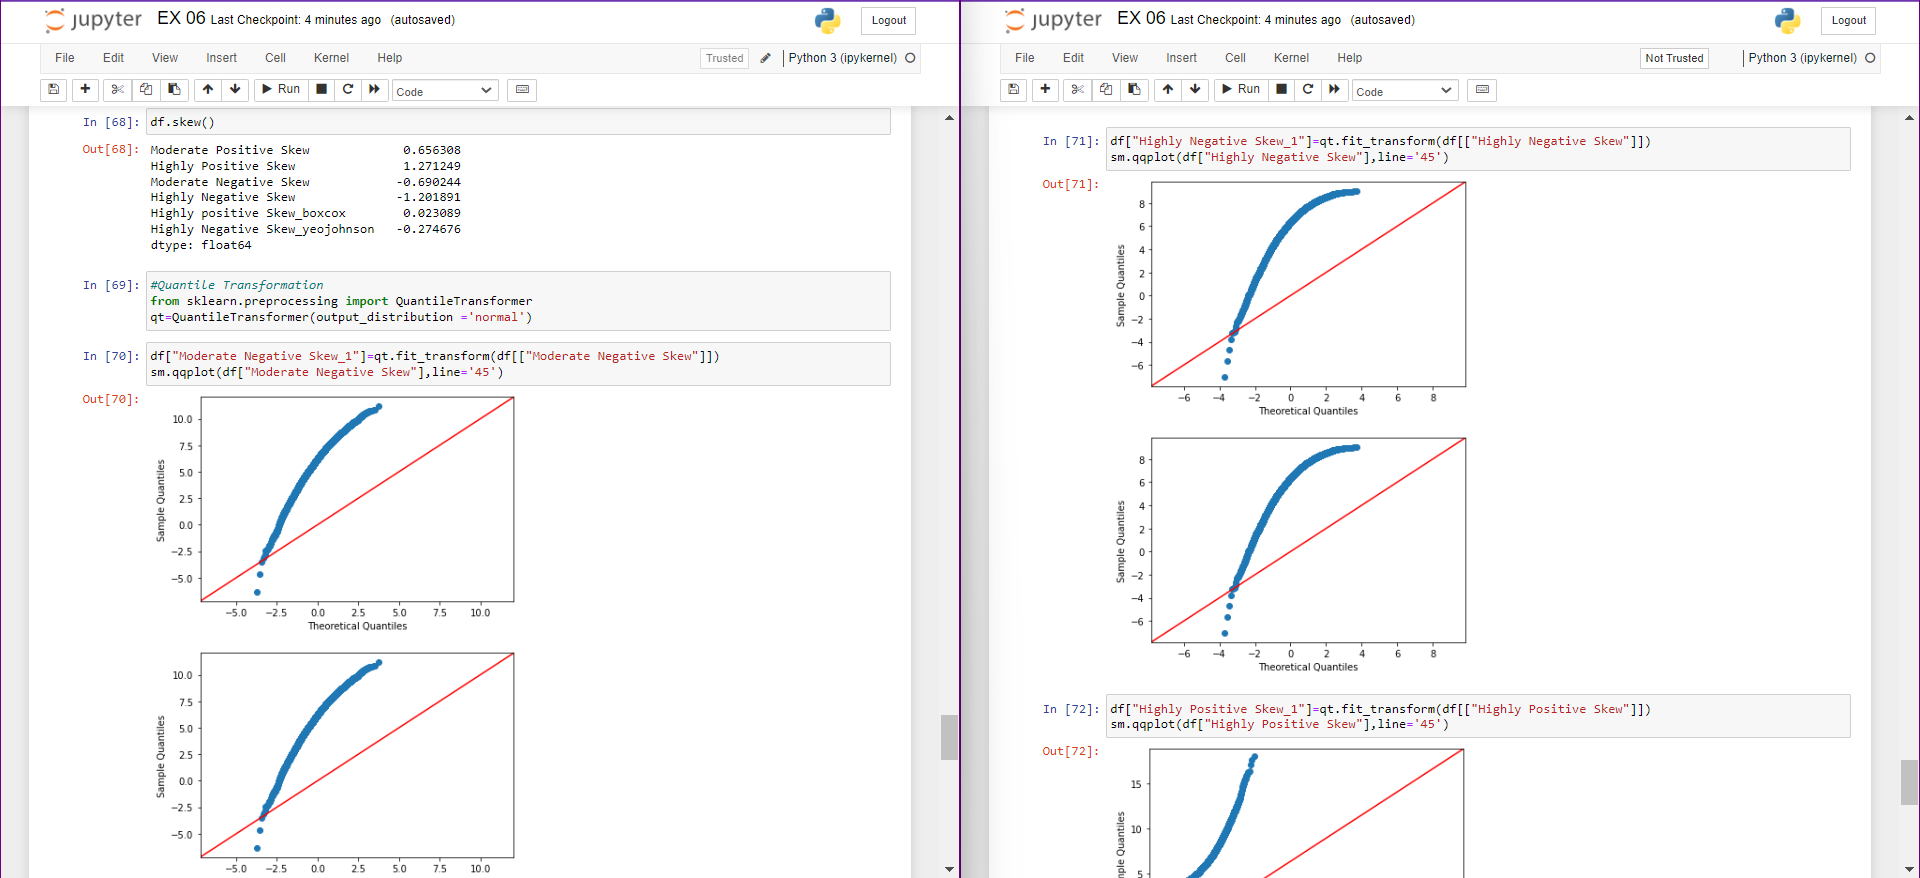 jupyter EX 06 Last Checkpoint: 4 minutes ago (autosaved)
Logout
File Edit View Insert Cell Kernel Help
Trusted
Python 3 (ipykernel)
Run
Code
In [68]: df.skew()
Out[68]: Moderate Positive Skew 0.656308
Highly Positive Skew 1.271249
Moderate Negative Skew -0.690244
Highly Negative Skew -1.201891
Highly positive Skew_boxcox 0.023089
Highly Negative Skew_yeojohnson -0.274676
dtype: float64
In [69]: #Quantile Transformation
from sklearn.preprocessing import QuantileTransformer
qt=QuantileTransformer(output_distribution ='normal')
In [70]: df["Moderate Negative Skew_1"]=qt.fit_transform(df[["Moderate Negative Skew"]])
sm.qqplot(df["Moderate Negative Skew"],line='45')
Out[70]:
10.0
7.5
5.0
2.5
0.0
−2.5
−5.0
Sample Quantiles
−5.0 −2.5 0.0 2.5 5.0 7.5 10.0
Theoretical Quantiles
10.0
7.5
5.0
2.5
0.0
−2.5
−5.0
Sample Quantiles
−5.0 −2.5 0.0 2.5 5.0 7.5 10.0
jupyter EX 06 Last Checkpoint: 4 minutes ago (autosaved)
Logout
File Edit View Insert Cell Kernel Help
Not Trusted
Python 3 (ipykernel)
Run
Code
In [71]: df["Highly Negative Skew_1"]=qt.fit_transform(df[["Highly Negative Skew"]])
sm.qqplot(df["Highly Negative Skew"],line='45')
Out[71]:
8
6
4
2
0
−2
−4
−6
Sample Quantiles
−6 −4 −2 0 2 4 6 8
Theoretical Quantiles
8
6
4
2
0
−2
−4
−6
Sample Quantiles
−6 −4 −2 0 2 4 6 8
Theoretical Quantiles
In [72]: df["Highly Positive Skew_1"]=qt.fit_transform(df[["Highly Positive Skew"]])
sm.qqplot(df["Highly Positive Skew"],line='45')
Out[72]:
15
10
5
ple Quantiles